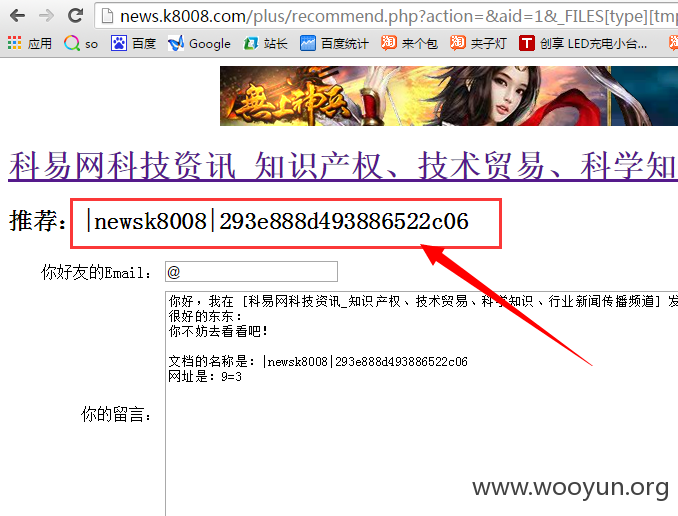 news.k8008.com/plus/recommend.php?action=&aid=1&_FILES[type][tmp
应用 so 百度 Google 站长 百度统计 来个包 夹子灯 创享 LED充电小台...
無上神兵
科易网科技资讯_知识产权、技术贸易、科学知
推荐：|newsk8008|293e888d493886522c06
你好友的Email： @
你好，我在 [科易网科技资讯_知识产权、技术贸易、科学知识、行业新闻传播频道] 发
很好的东东：
你不妨去看看吧！
文档的名称是：|newsk8008|293e888d493886522c06
网址是：9=3
你的留言：
www.wooyun.org